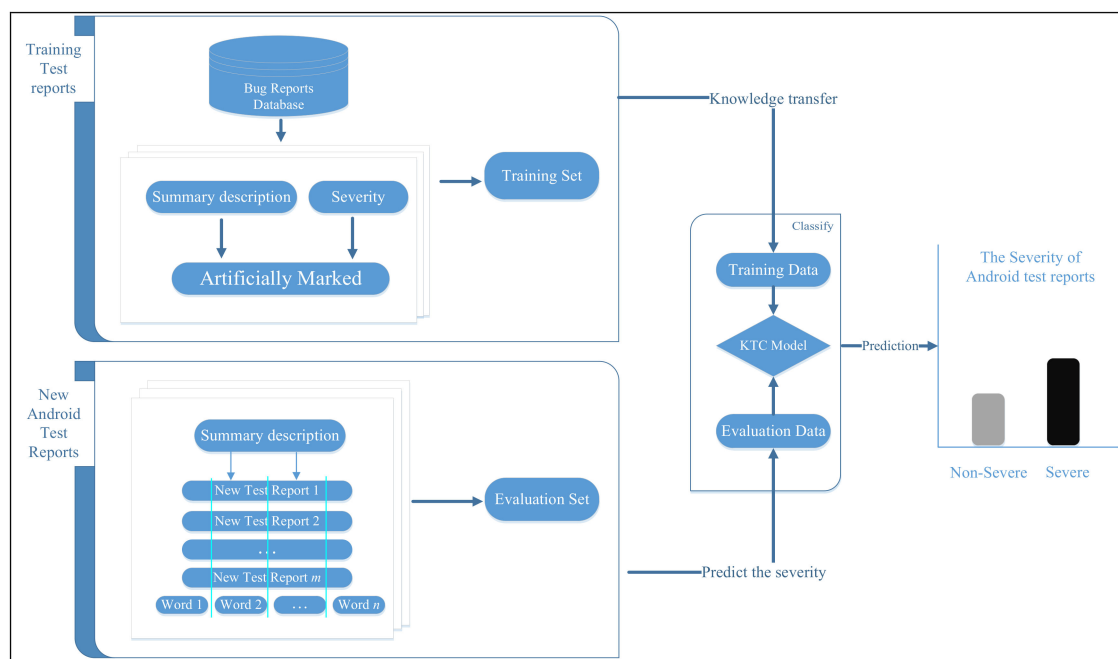 Training
Test
reports
Bug Reports
Database
Summary description
Severity
Artificially Marked
Training Set
Knowledge transfer
New
Android
Test
Reports
Summary description
New Test Report 1
New Test Report 2
...
New Test Report m
Word 1
Word 2
...
Word n
Evaluation Set
Predict the severity
Classify
Training Data
KTC Model
Evaluation Data
Prediction
The Severity of
Android test reports
Non-Severe
Severe